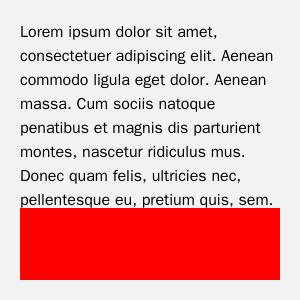 Lorem ipsum dolor sit amet,
consectetuer adipiscing elit. Aenean
commodo ligula eget dolor. Aenean
massa. Cum sociis natoque
penatibus et magnis dis parturient
montes, nascetur ridiculus mus.
Donec quam felis, ultricies nec,
pellentesque eu, pretium quis, sem.